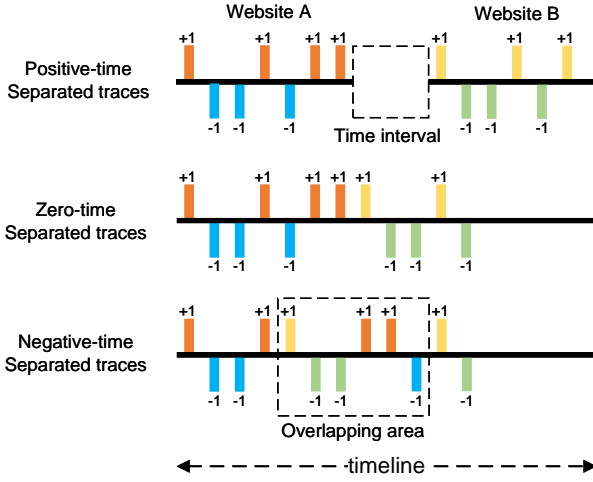 Website A
Website B
+1 +1 +1 +1 +1 +1 +1
Positive-time
Separated traces
-1 -1 -1 -1 -1 -1
Time interval
+1 +1 +1 +1 +1 +1
Zero-time
Separated traces
-1 -1 -1 -1 -1 -1
+1 +1 +1 +1 +1 +1
Negative-time
Separated traces
-1 -1 -1 -1 -1 -1
Overlapping area
timeline